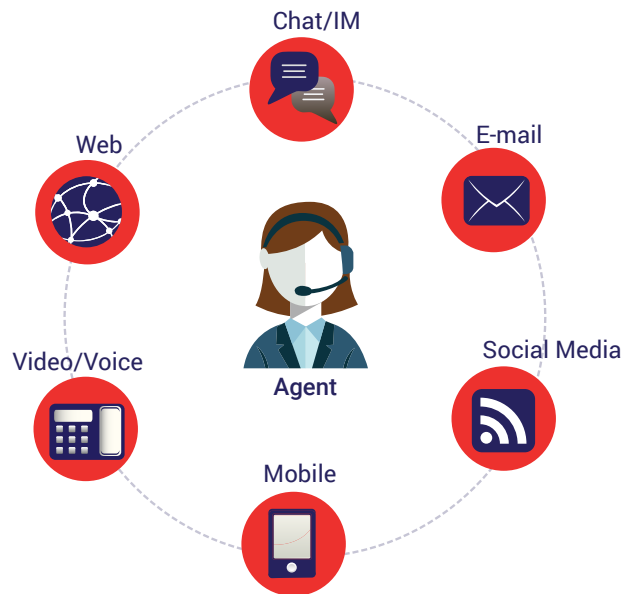 Chat/IM
E-mail
Web
Social Media
Video/Voice
Agent
Mobile